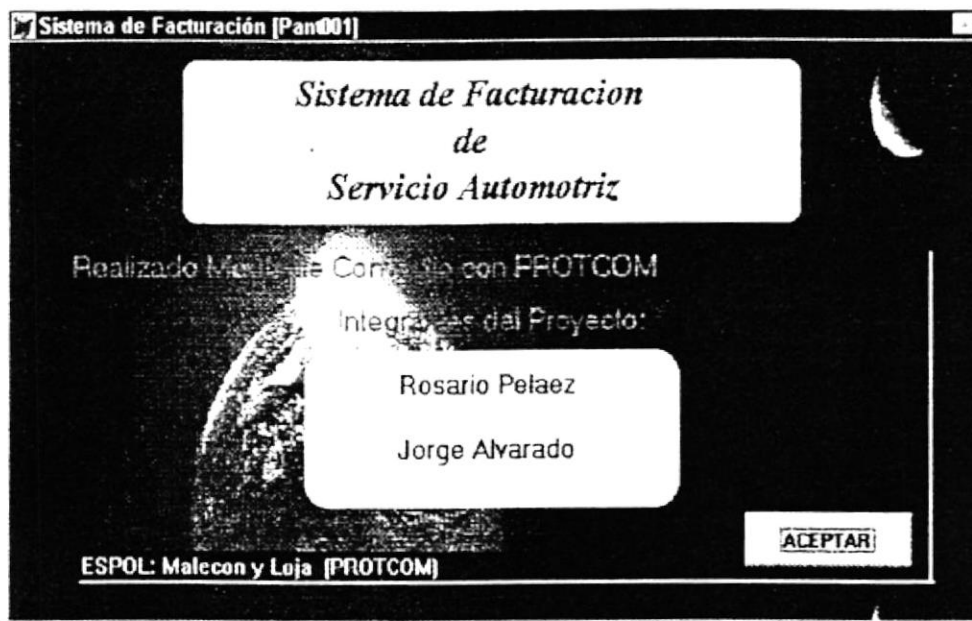 Sistema de Facturación [Pant001]
Sistema de Facturacion
de
Servicio Automotriz
Realizado con PROTCOM
del Proyecto:
Rosario Pelaez
Jorge Alvarado
ACEPTAR
ESPOL: Malecon y Loja (PROTCOM)